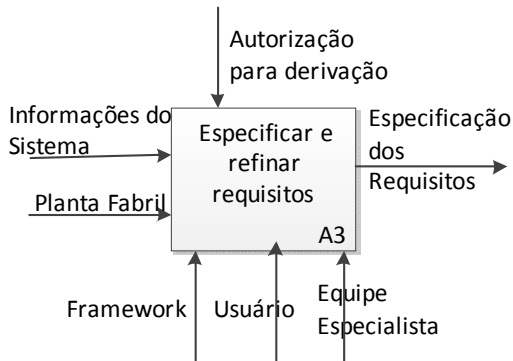 Autorização
para derivação
Informações do
Sistema
Planta Fabril
Especificar e
refinar
requisitos
A3
Especificação
dos
Requisitos
Framework
Usuário
Equipe
Especialista